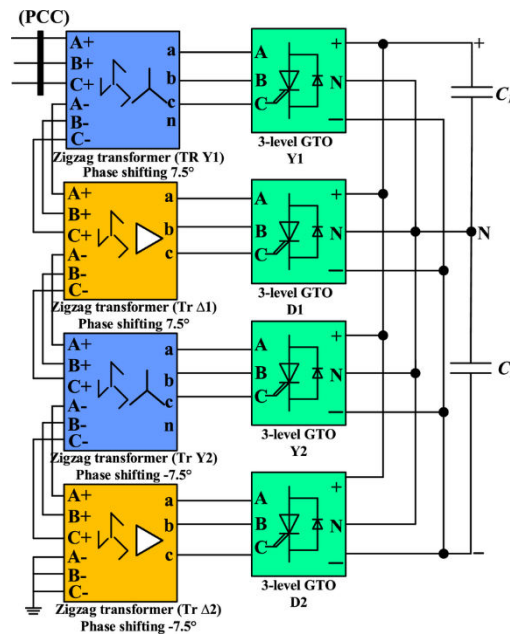 (PCC)
A+
B+
C+
A-
B-
C-
a
b
c
n
A
B
C
+
N
−
3-level GTO
Y1
Zigzag transformer (TR Y1)
Phase shifting 7.5°
A+
B+
C+
A-
B-
C-
a
b
c
A
B
C
+
N
−
3-level GTO
D1
Zigzag transformer (Tr Δ1)
Phase shifting 7.5°
A+
B+
C+
A-
B-
C-
a
b
c
n
A
B
C
+
N
−
3-level GTO
Y2
Zigzag transformer (Tr Y2)
Phase shifting -7.5°
A+
B+
C+
A-
B-
C-
a
b
c
A
B
C
+
N
−
3-level GTO
D2
Zigzag transformer (Tr Δ2)
Phase shifting -7.5°
+
C
N
C
−